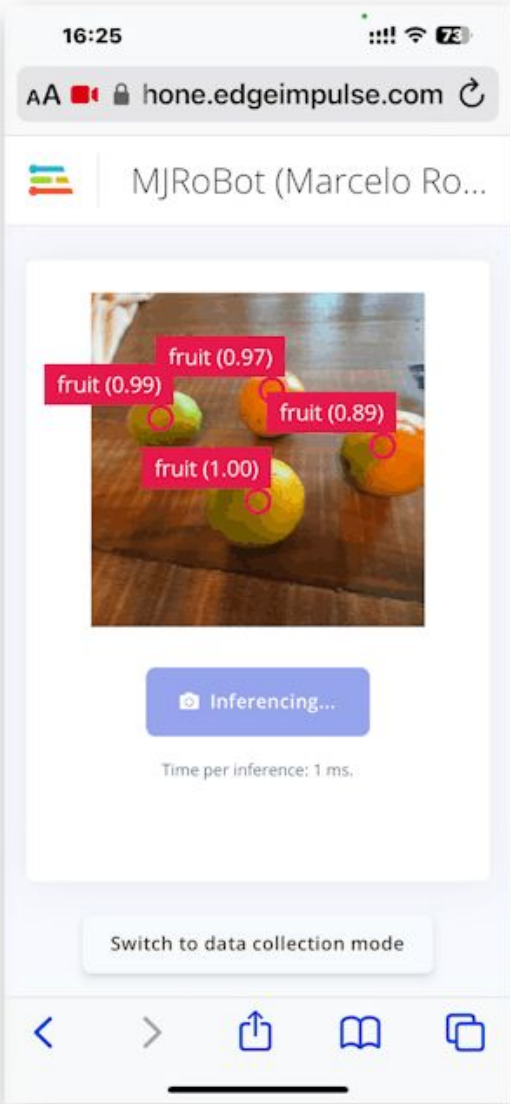 16:25
73
AA hone.edgeimpulse.com
MJRoBot (Marcelo Ro...
fruit (0.97)
fruit (0.99)
fruit (0.89)
fruit (1.00)
Inferencing...
Time per inference: 1 ms.
Switch to data collection mode